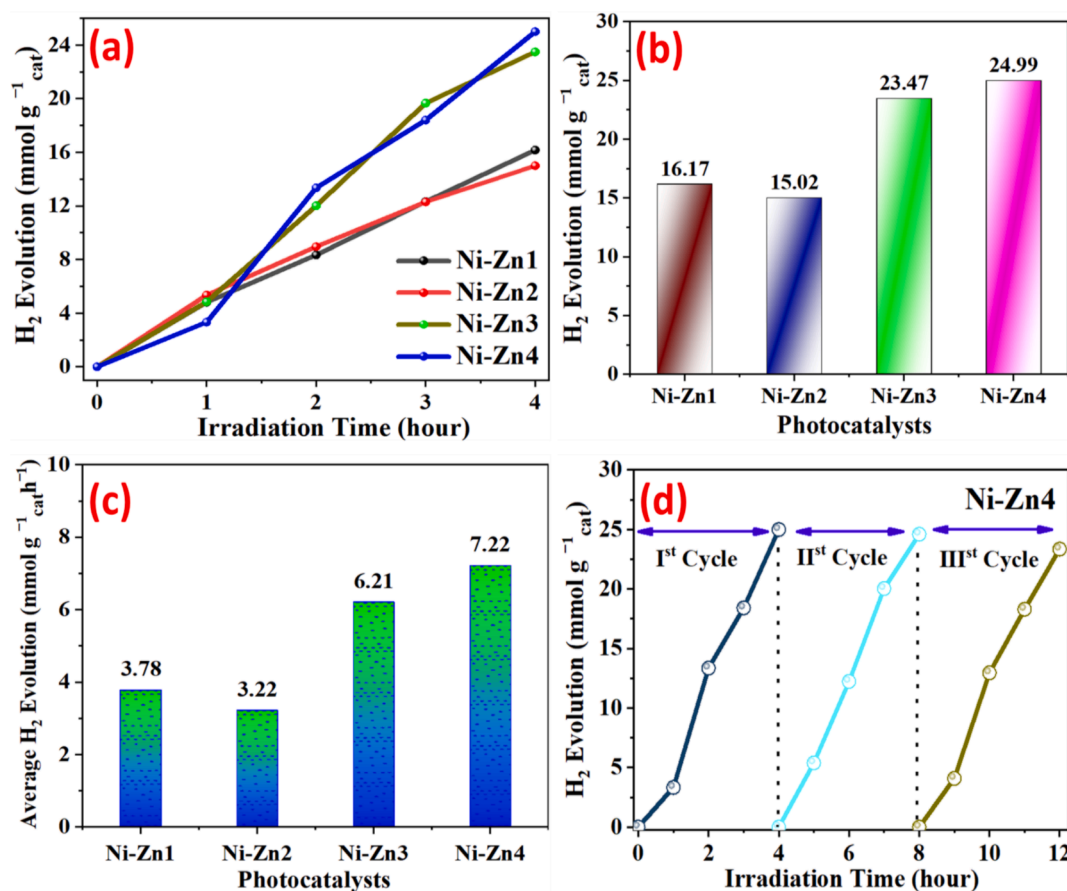 (a)
H₂ Evolution (mmol g⁻¹cat)
24
20
16
12
8
4
0
Ni-Zn1
Ni-Zn2
Ni-Zn3
Ni-Zn4
0 1 2 3 4
Irradiation Time (hour)
(b)
H₂ Evolution (mmol g⁻¹cat)
30
25
20
15
10
5
0
16.17
15.02
23.47
24.99
Ni-Zn1 Ni-Zn2 Ni-Zn3 Ni-Zn4
Photocatalysts
(c)
Average H₂ Evolution (mmol g⁻¹cath⁻¹)
10
8
6
4
2
0
3.78
3.22
6.21
7.22
Ni-Zn1 Ni-Zn2 Ni-Zn3 Ni-Zn4
Photocatalysts
(d)
Ni-Zn4
H₂ Evolution (mmol g⁻¹cat)
30
25
20
15
10
5
0
Iˢᵗ Cycle
IIˢᵗ Cycle
IIIˢᵗ Cycle
0 2 4 6 8 10 12
Irradiation Time (hour)